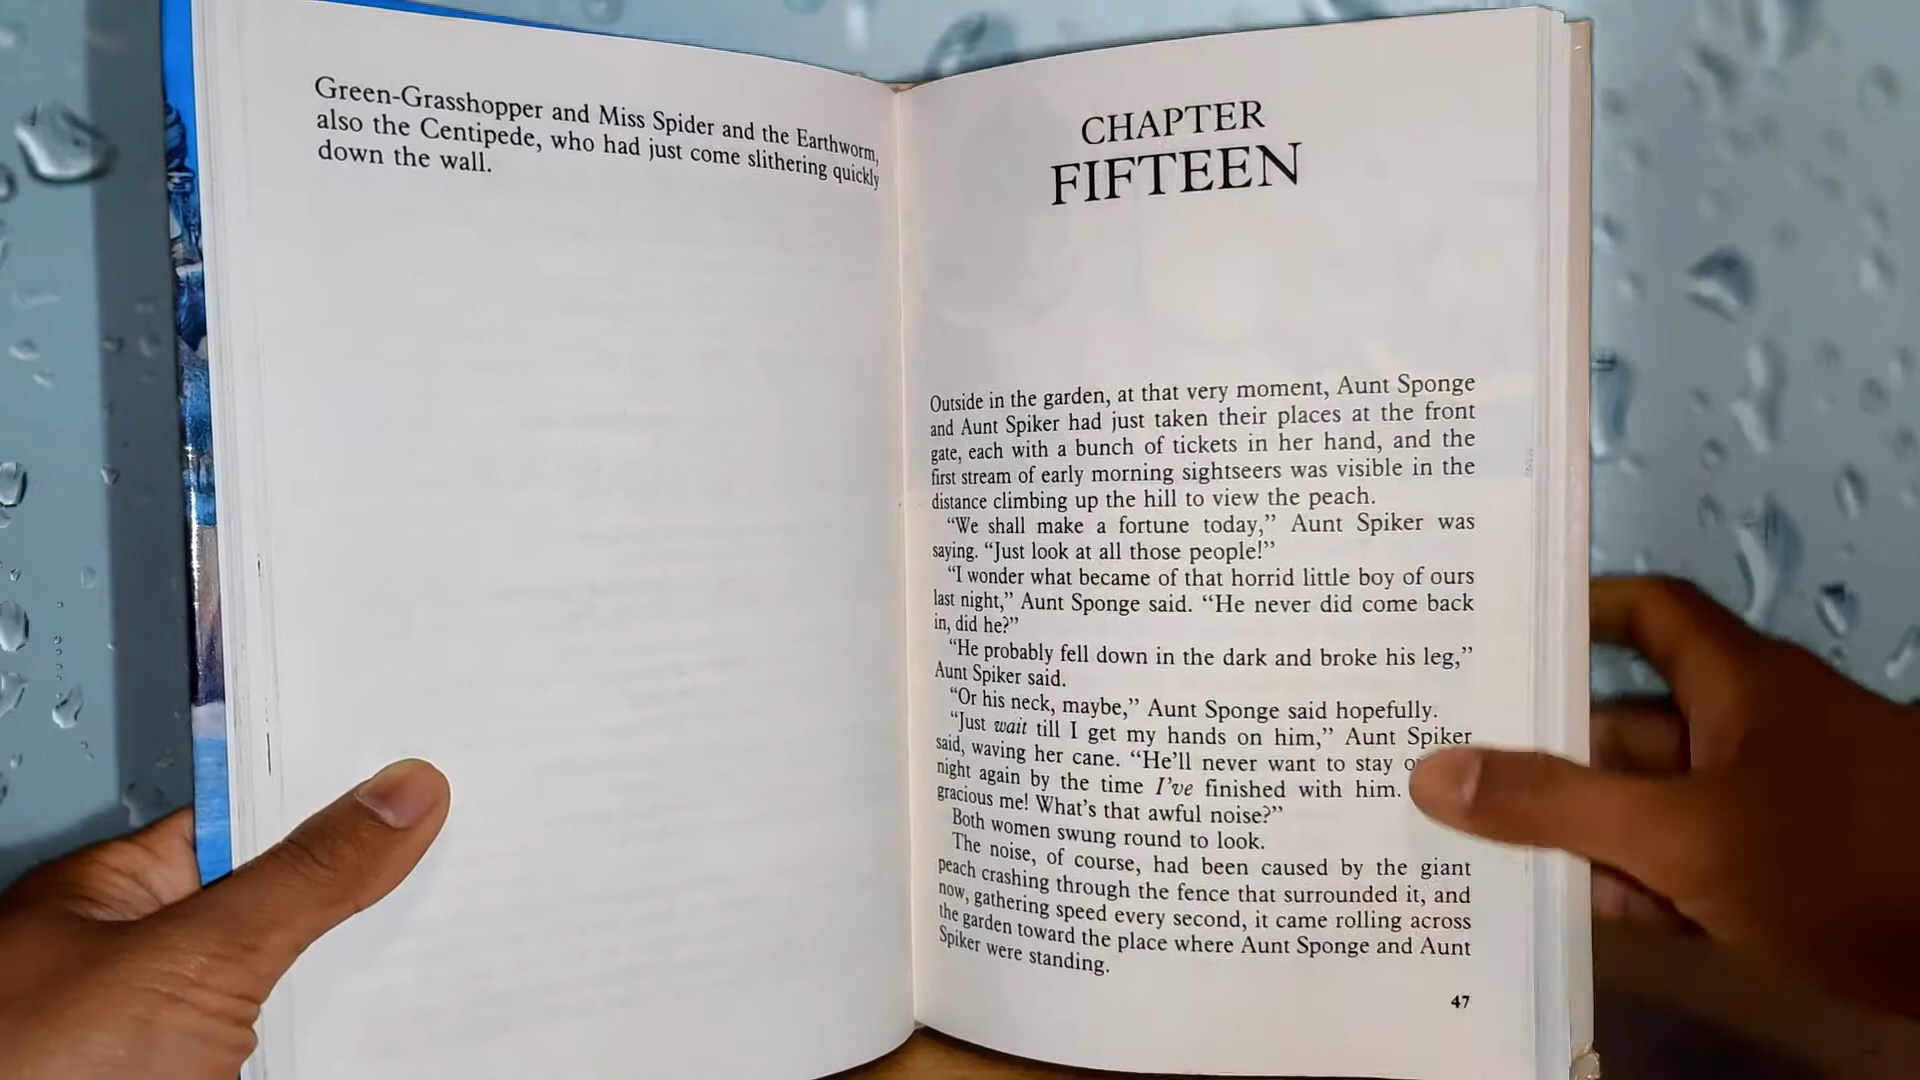 Green-Grasshopper and Miss Spider and the Earthworm,
also the Centipede, who had just come slithering quickly
down the wall.
CHAPTER
FIFTEEN
Outside in the garden, at that very moment, Aunt Sponge
and Aunt Spiker had just taken their places at the front
gate, each with a bunch of tickets in her hand, and the
first stream of early morning sightseers was visible in the
distance climbing up the hill to view the peach.
“We shall make a fortune today,” Aunt Spiker was
saying. “Just look at all those people!”
“I wonder what became of that horrid little boy of ours
last night,” Aunt Sponge said. “He never did come back
in, did he?”
“He probably fell down in the dark and broke his leg,”
Aunt Spiker said.
“Or his neck, maybe,” Aunt Sponge said hopefully.
“Just wait till I get my hands on him,” Aunt Spiker
said, waving her cane. “He’ll never want to stay
night again by the time I’ve finished with him.
gracious me! What’s that awful noise?”
Both women swung round to look.
The noise, of course, had been caused by the giant
peach crashing through the fence that surrounded it, and
now, gathering speed every second, it came rolling across
the garden toward the place where Aunt Sponge and Aunt
Spiker were standing.
47